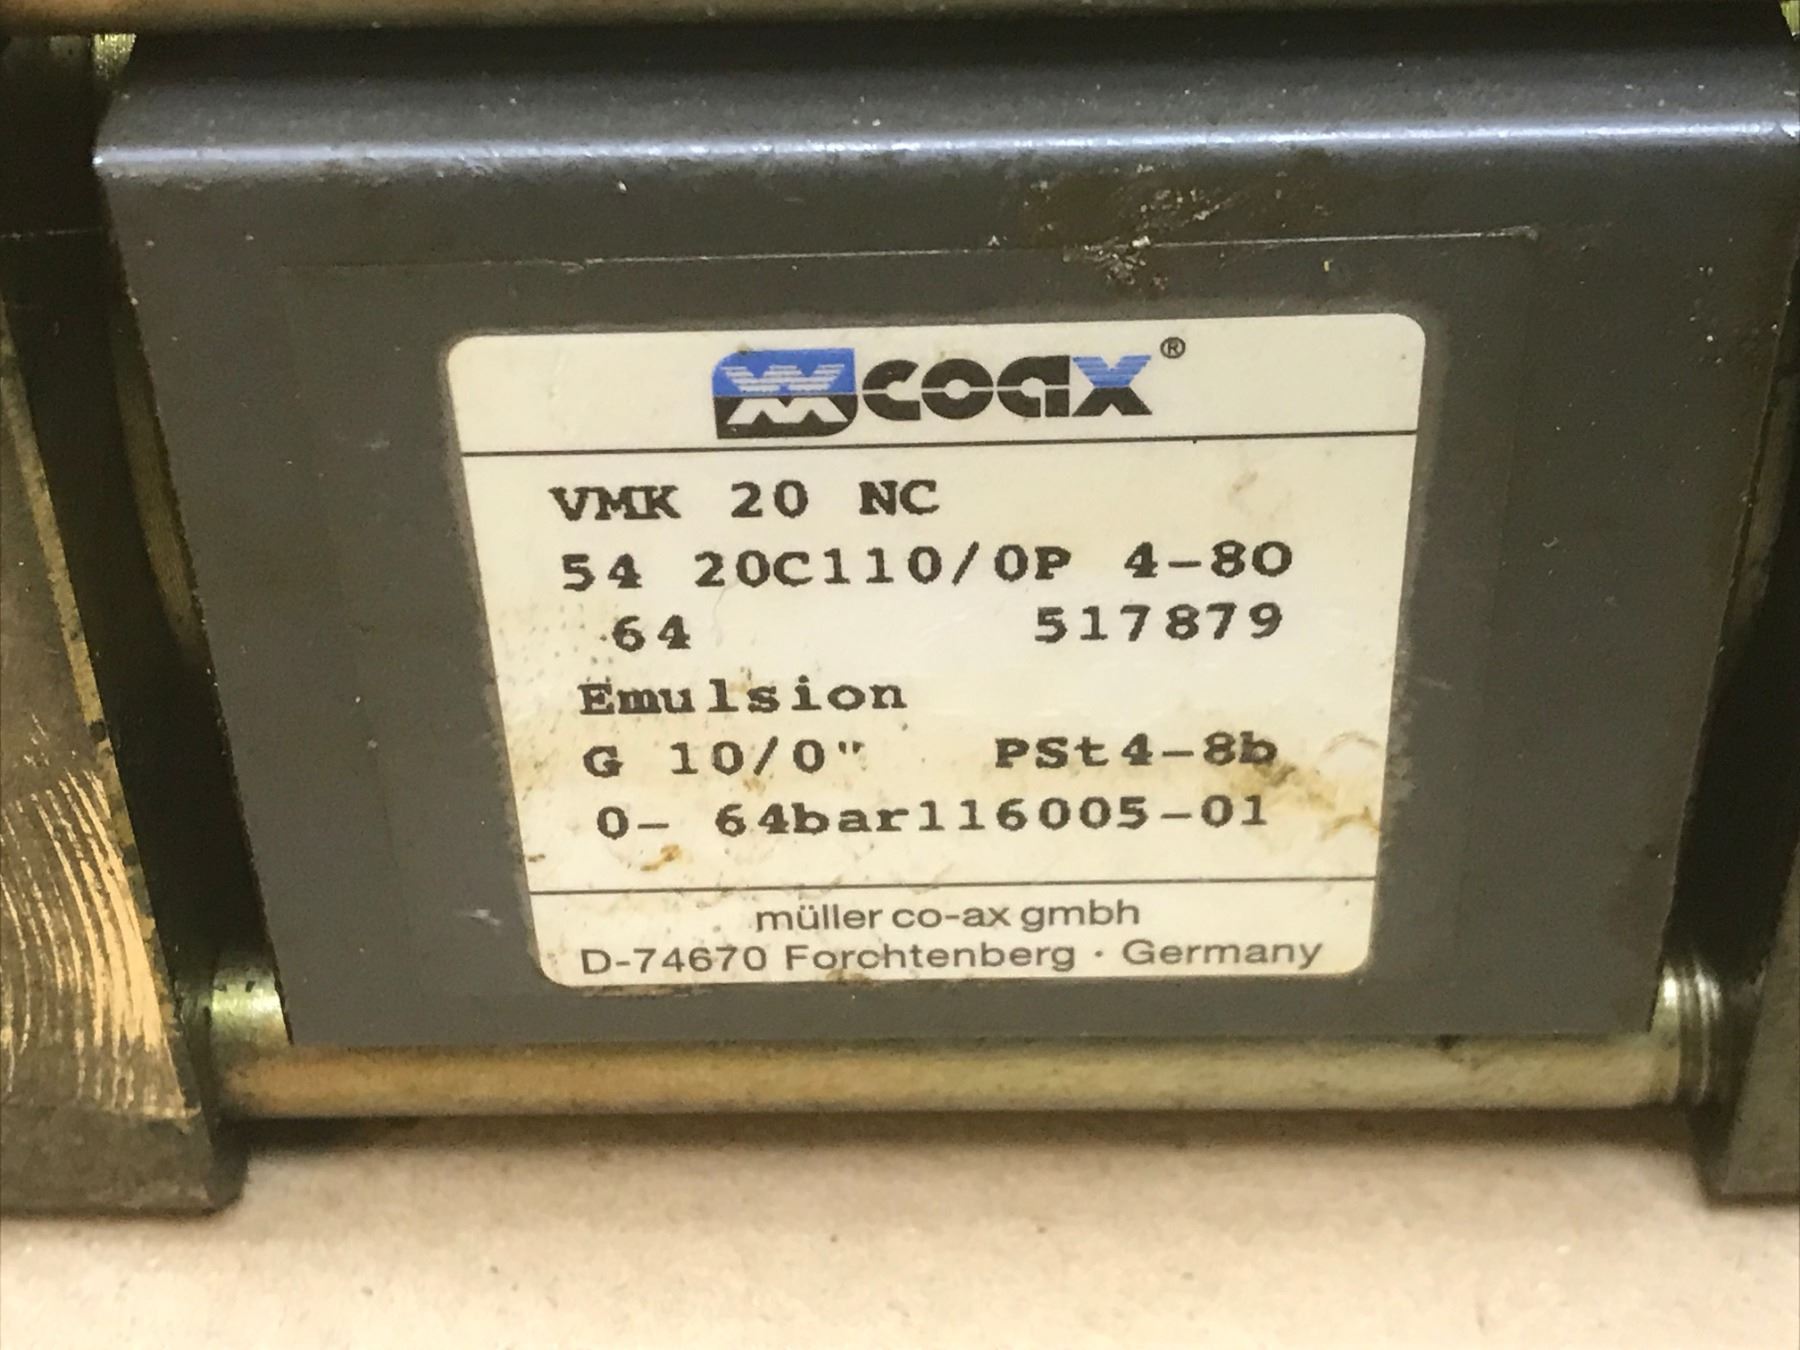 coax®
VMK 20 NC
54 20C110/0P 4-8O
64 517879
Emulsion
G 10/0" PSt4-8b
0- 64bar116005-01
müller co-ax gmbh
D-74670 Forchtenberg · Germany